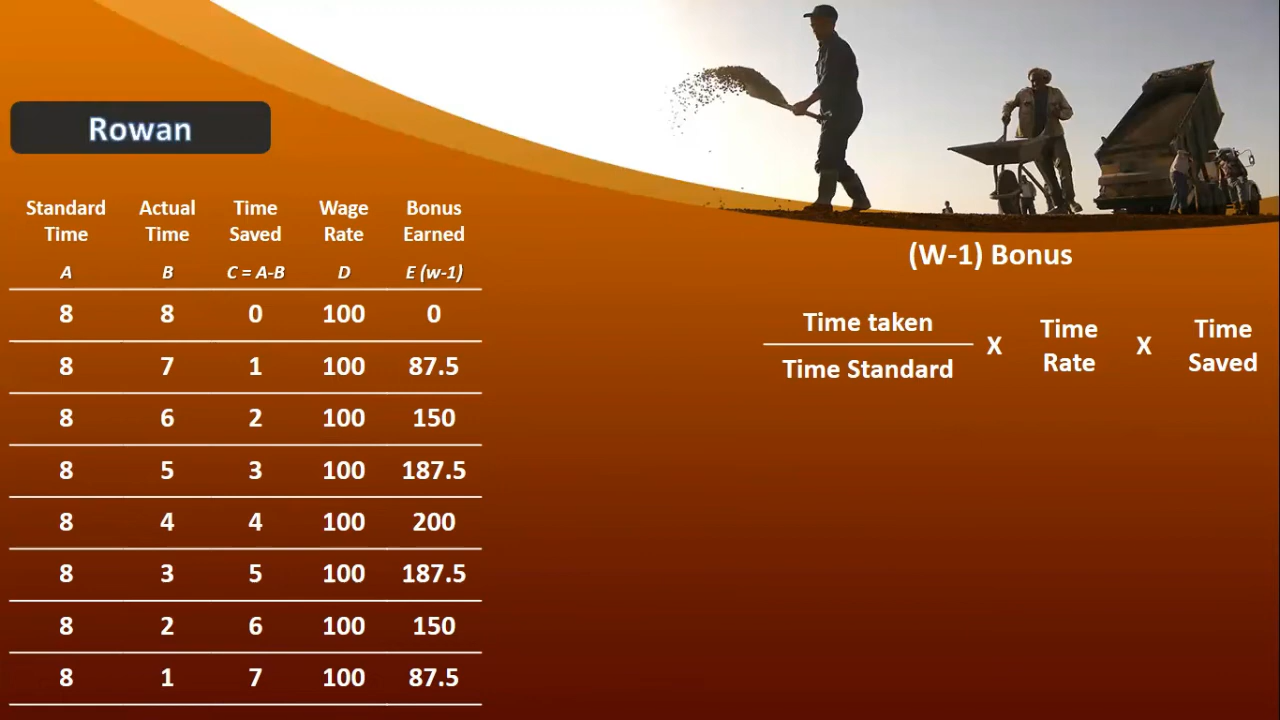 Rowan
Standard Time Actual Time Time Saved Wage Rate Bonus Earned
A B C = A-B D E (w-1)
8 8 0 100 0
8 7 1 100 87.5
8 6 2 100 150
8 5 3 100 187.5
8 4 4 100 200
8 3 5 100 187.5
8 2 6 100 150
8 1 7 100 87.5
(W-1) Bonus
Time taken
Time Standard
X
Time
Rate
X
Time
Saved